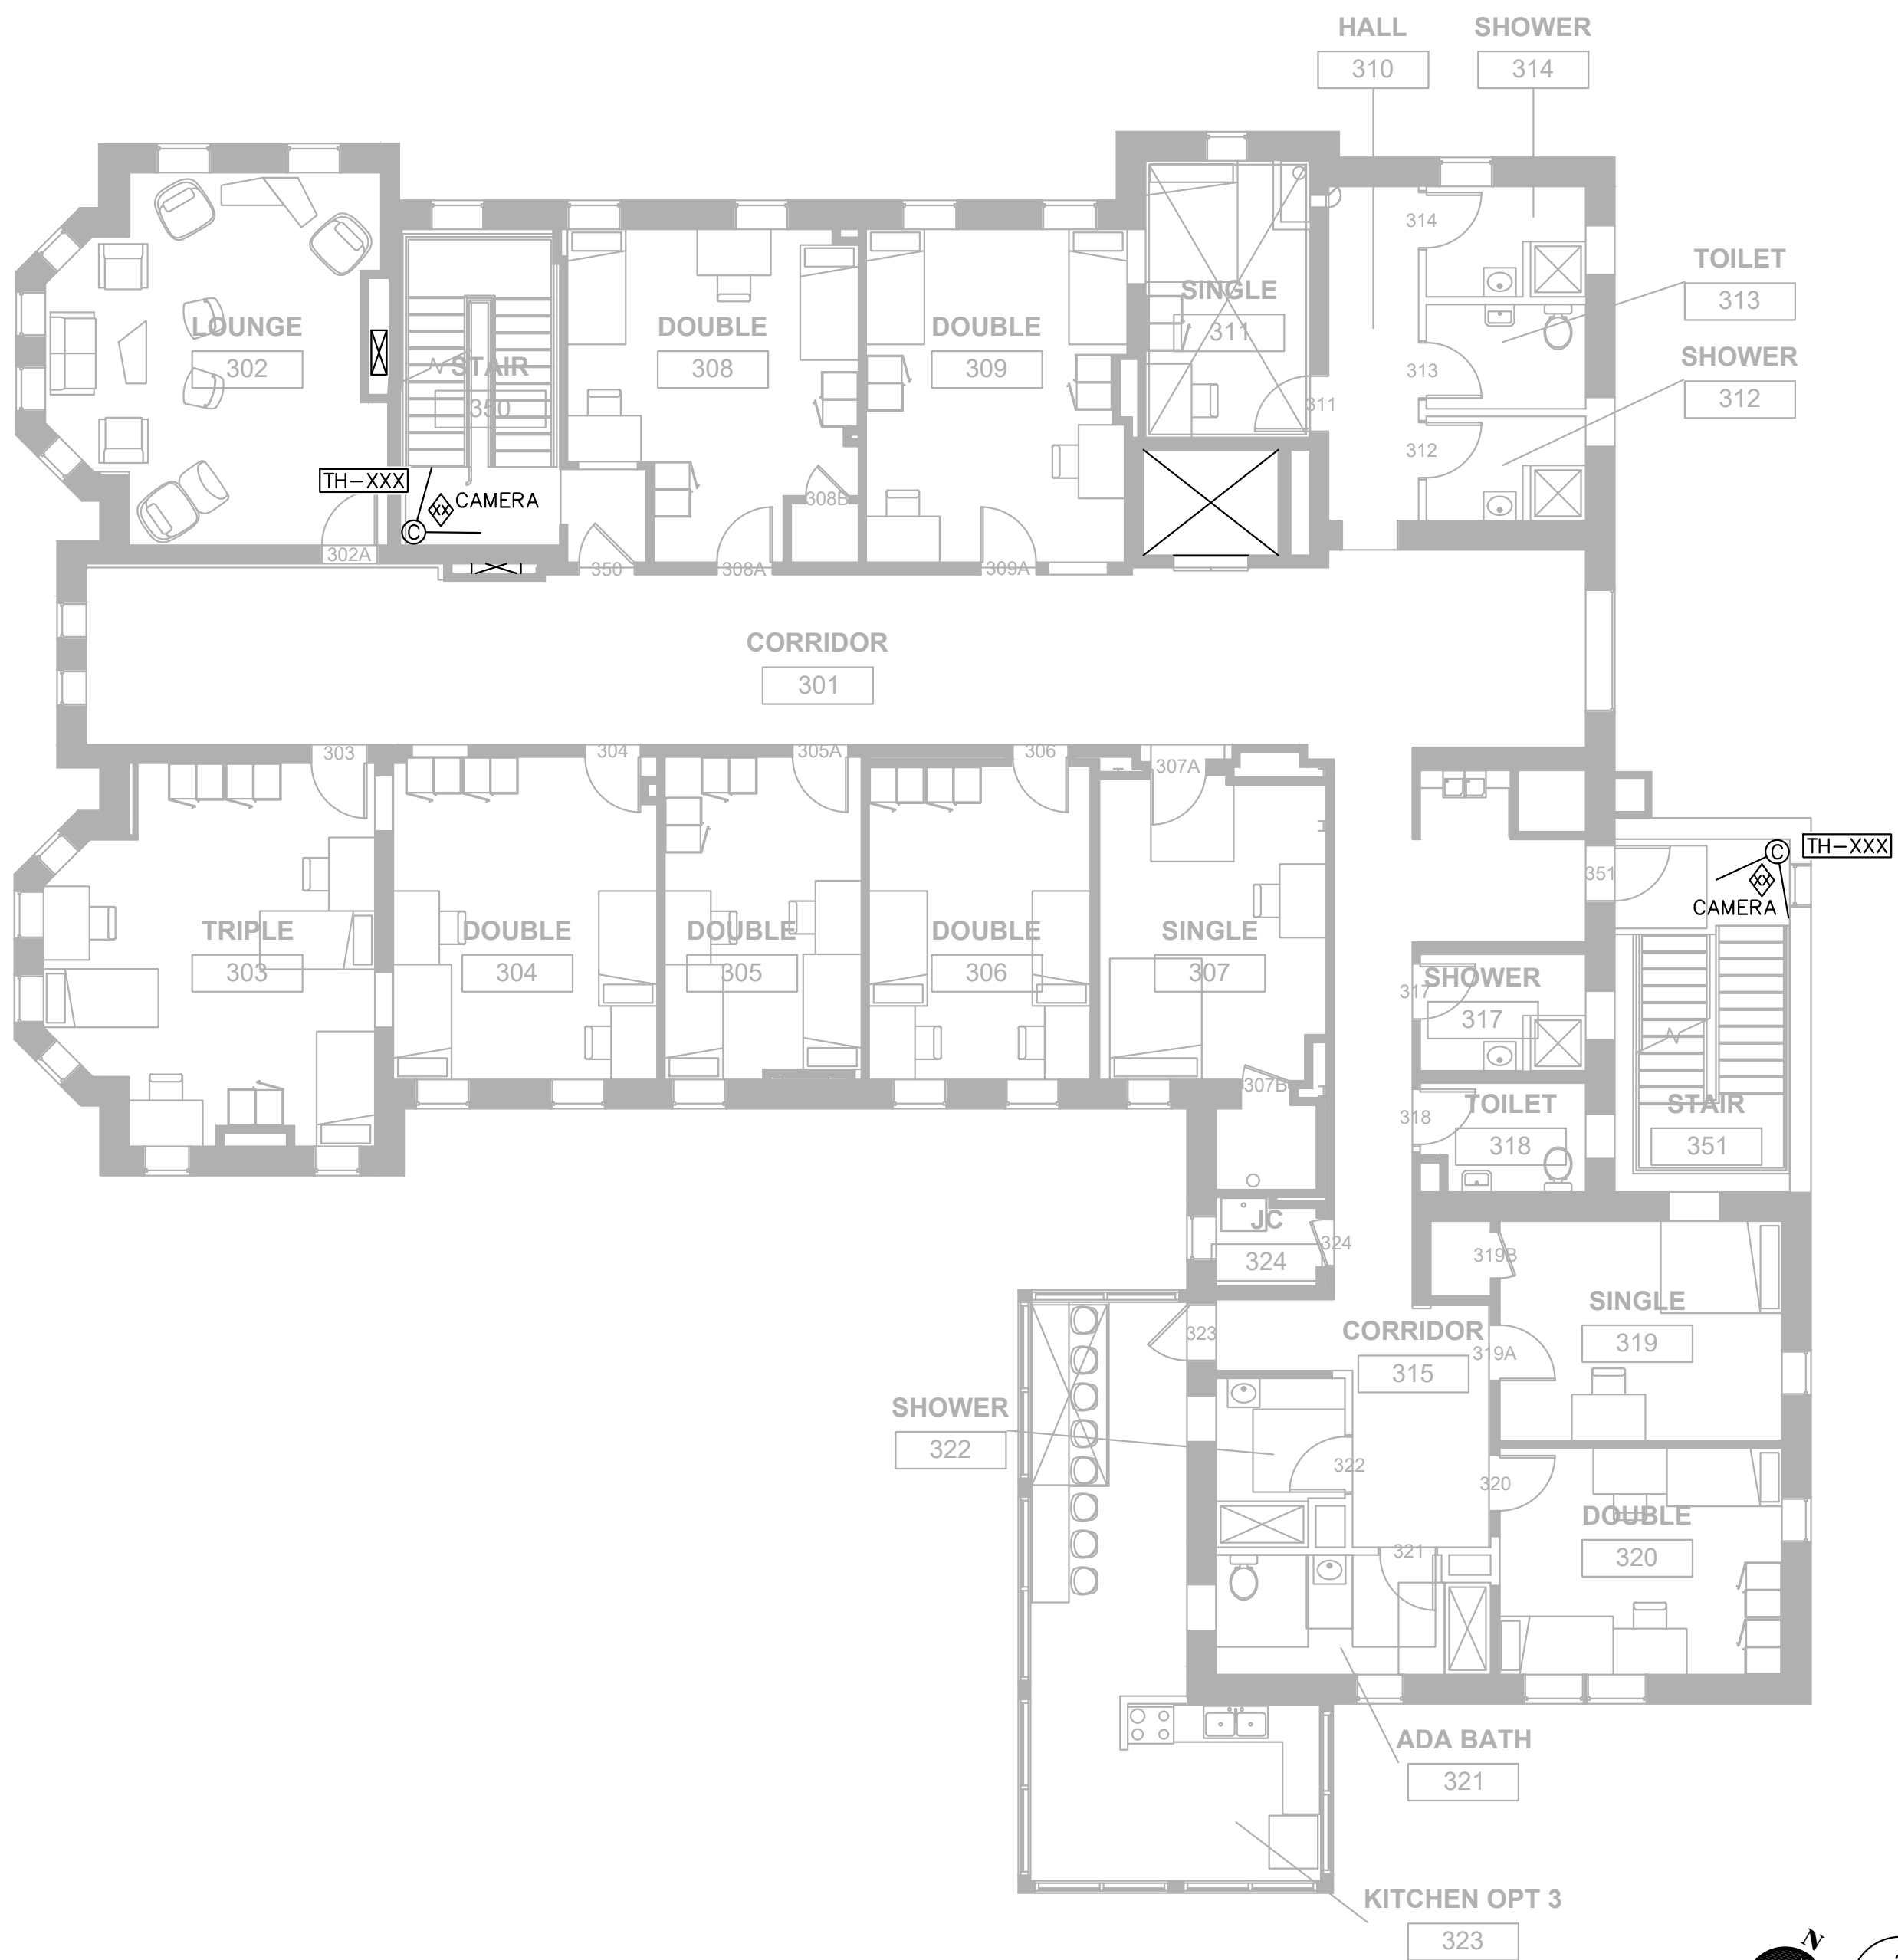 HALL
310
SHOWER
314
314
TOILET
313
313
SHOWER
312
312
SINGLE
311
311
LOUNGE
302
STAIR
350
DOUBLE
308
DOUBLE
309
TH-XXX
XX
CAMERA
C
302A
350
308A
308B
309A
CORRIDOR
301
303
304
305A
306
307A
TRIPLE
303
DOUBLE
304
DOUBLE
305
DOUBLE
306
SINGLE
307
307B
351
C
TH-XXX
XX
CAMERA
SHOWER
317
317
TOILET
318
318
STAIR
351
JC
324
324
319B
SINGLE
319
319A
323
CORRIDOR
315
SHOWER
322
322
320
DOUBLE
320
321
ADA BATH
321
KITCHEN OPT 3
323
N